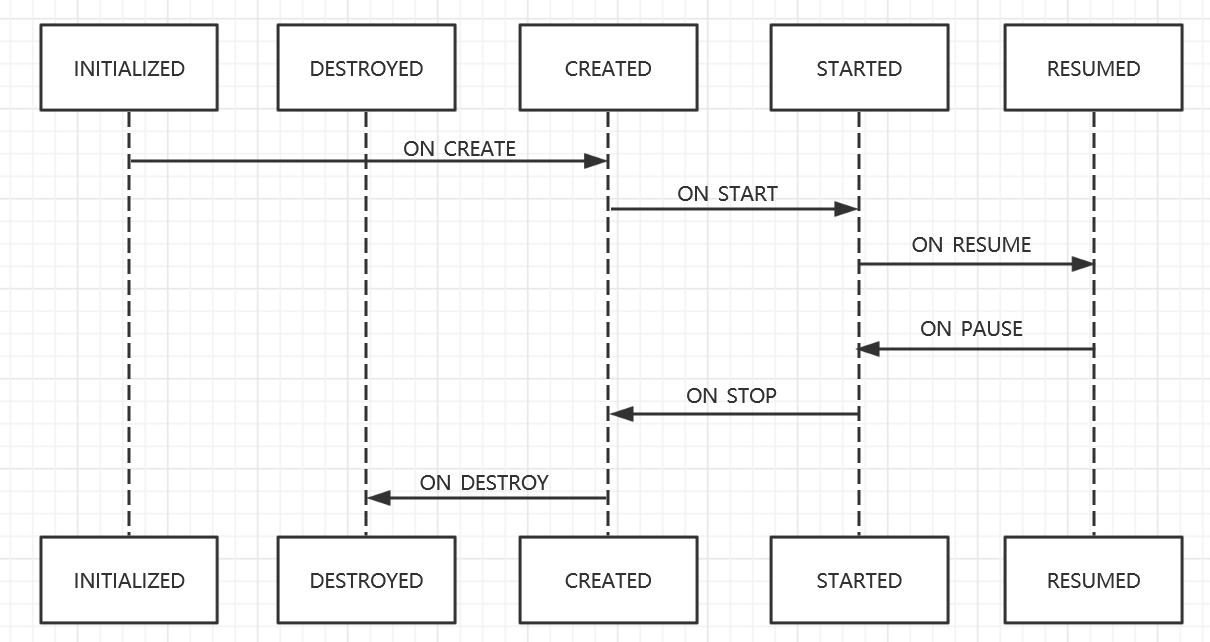 INITIALIZED
DESTROYED
CREATED
STARTED
RESUMED
ON CREATE
ON START
ON RESUME
ON PAUSE
ON STOP
ON DESTROY
INITIALIZED
DESTROYED
CREATED
STARTED
RESUMED